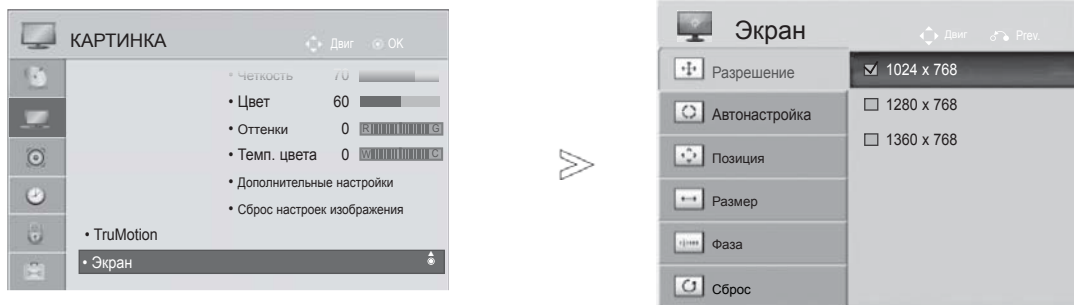 КАРТИНКА
Двиг
OK
• Четкость 70
• Цвет 60
• Оттенки 0 R G
• Темп. цвета 0 W C
• Дополнительные настройки
• Сброс настроек изображения
• TruMotion
• Экран
Экран
Двиг
Prev.
Разрешение
Автонастройка
Позиция
Размер
Фаза
Сброс
1024 x 768
1280 x 768
1360 x 768